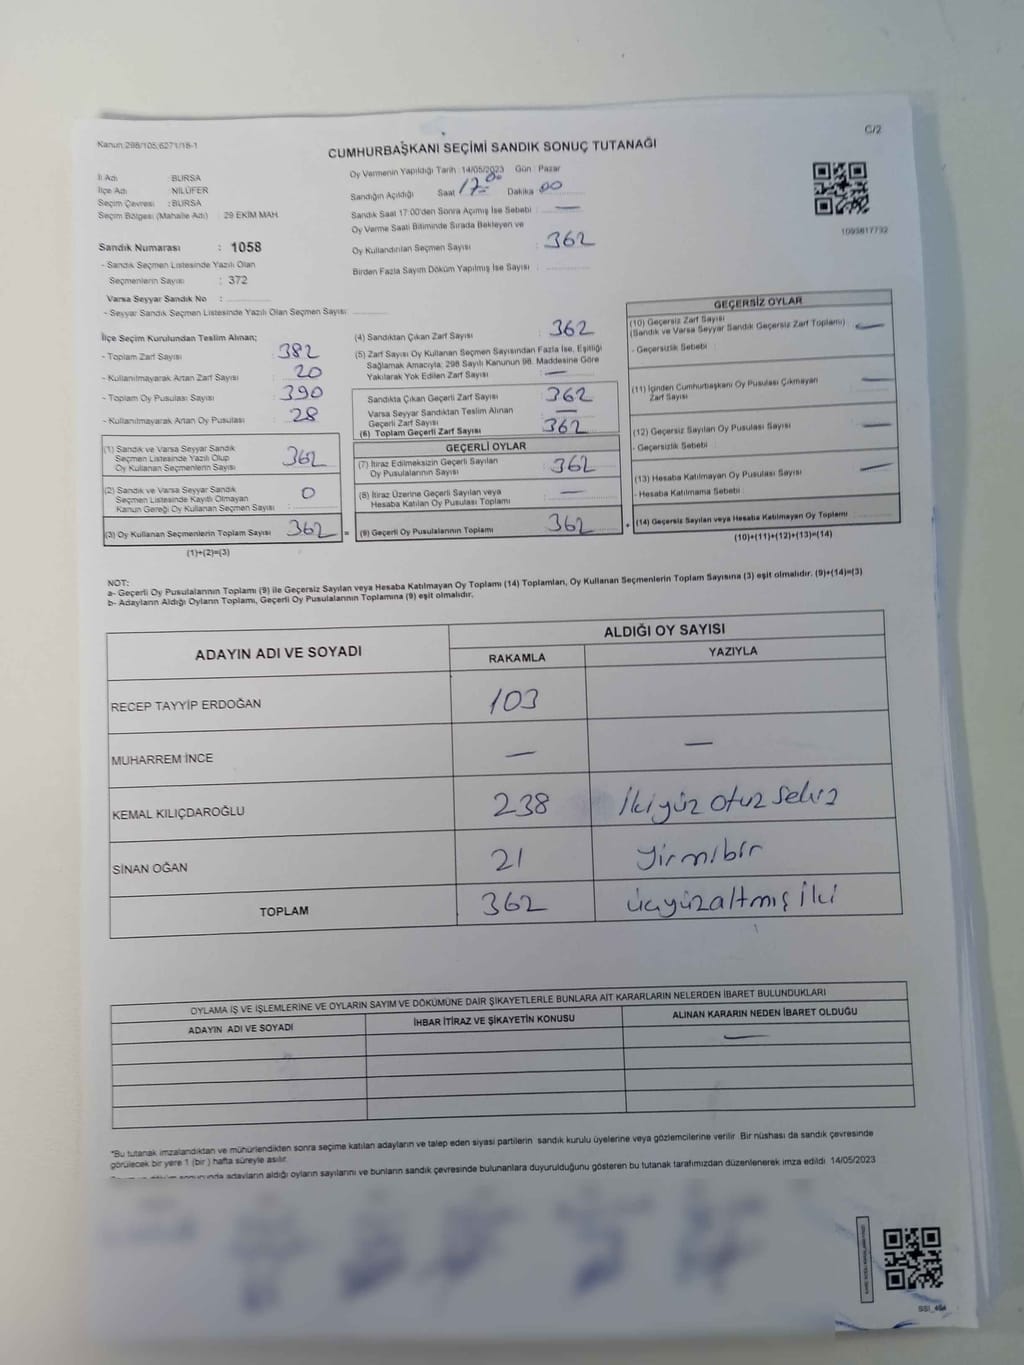 C/2
Kanun:298/105;6271/18-1
CUMHURBAŞKANI SEÇİMİ SANDIK SONUÇ TUTANAĞI
İl Adı : BURSA
İlçe Adı : NİLÜFER
Seçim Çevresi : BURSA
Seçim Bölgesi (Mahalle Adı) : 29 EKİM MAH.
Oy Vermenin Yapıldığı Tarih :14/05/2023 Gün : Pazar
Sandığın Açıldığı Saat 17:00 Dakika 00
Sandık Saat 17:00'den Sonra Açmış İse Sebebi : —
Oy Verme Saati Bitiminde Sırada Bekleyen ve
Oy Kullandırılan Seçmen Sayısı : 362
Birden Fazla Sayım Döküm Yapılmış İse Sayısı :
1093817732
Sandık Numarası : 1058
- Sandık Seçmen Listesinde Yazılı Olan
Seçmenlerin Sayısı : 372
Varsa Seyyar Sandık No :
- Seyyar Sandık Seçmen Listesinde Yazılı Olan Seçmen Sayısı
İlçe Seçim Kurulundan Teslim Alınan;
- Toplam Zarf Sayısı : 382
- Kullanılmayarak Artan Zarf Sayısı : 20
- Toplam Oy Pusulası Sayısı : 390
- Kullanılmayarak Artan Oy Pusulası : 28
(1) Sandık ve Varsa Seyyar Sandık
Seçmen Listesinde Yazılı Olup
Oy Kullanan Seçmenlerin Sayısı : 362
(2) Sandık ve Varsa Seyyar Sandık
Seçmen Listesinde Kayıtlı Olmayan
Kanun Gereği Oy Kullanan Seçmen Sayısı : 0
(3) Oy Kullanan Seçmenlerin Toplam Sayısı 362 =
(1)+(2)=(3)
(4) Sandıktan Çıkan Zarf Sayısı : 362
(5) Zarf Sayısı Oy Kullanan Seçmen Sayısından Fazla İse, Eşitliği
Sağlamak Amacıyla; 298 Sayılı Kanunun 98. Maddesine Göre
Yakılarak Yok Edilen Zarf Sayısı : —
Sandıkta Çıkan Geçerli Zarf Sayısı : 362
Varsa Seyyar Sandıktan Teslim Alınan
Geçerli Zarf Sayısı —
(6) Toplam Geçerli Zarf Sayısı 362
GEÇERLİ OYLAR
(7) İtiraz Edilmeksizin Geçerli Sayılan
Oy Pusulalarının Sayısı : 362
(8) İtiraz Üzerine Geçerli Sayılan veya
Hesaba Katılan Oy Pusulası Toplamı : —
(9) Geçerli Oy Pusulalarının Toplamı 362 +
GEÇERSİZ OYLAR
(10) Geçersiz Zarf Sayısı
(Sandık ve Varsa Seyyar Sandık Geçersiz Zarf Toplamı) : —
- Geçersizlik Sebebi :
(11) İçinden Cumhurbaşkanı Oy Pusulası Çıkmayan
Zarf Sayısı : —
(12) Geçersiz Sayılan Oy Pusulası Sayısı : —
- Geçersizlik Sebebi :
(13) Hesaba Katılmayan Oy Pusulası Sayısı : —
- Hesaba Katılmama Sebebi :
(14) Geçersiz Sayılan veya Hesaba Katılmayan Oy Toplamı :
(10)+(11)+(12)+(13)=(14)
NOT:
a- Geçerli Oy Pusulalarının Toplamı (9) ile Geçersiz Sayılan veya Hesaba Katılmayan Oy Toplamı (14) Toplamları, Oy Kullanan Seçmenlerin Toplam Sayısına (3) eşit olmalıdır. (9)+(14)=(3)
b- Adayların Aldığı Oyların Toplamı, Geçerli Oy Pusulalarının Toplamına (9) eşit olmalıdır.
ADAYIN ADI VE SOYADI ALDIĞI OY SAYISI
RAKAMLA YAZIYLA
RECEP TAYYİP ERDOĞAN 103
MUHARREM İNCE — —
KEMAL KILIÇDAROĞLU 238 İkiyüz otuz sekiz
SİNAN OĞAN 21 yirmibir
TOPLAM 362 üçyüzaltmış iki
OYLAMA İŞ VE İŞLEMLERİNE VE OYLARIN SAYIM VE DÖKÜMÜNE DAİR ŞİKAYETLERLE BUNLARA AİT KARARLARIN NELERDEN İBARET BULUNDUKLARI
ADAYIN ADI VE SOYADI İHBAR İTİRAZ VE ŞİKAYETİN KONUSU ALINAN KARARIN NEDEN İBARET OLDUĞU
—
*Bu tutanak imzalandıktan ve mühürlendikten sonra seçime katılan adayların ve talep eden siyasi partilerin sandık kurulu üyelerine veya gözlemcilerine verilir. Bir nüshası da sandık çevresinde
görülecek bir yere 1 (bir ) hafta süreyle asılır.
adayların aldığı oyların sayılarını ve bunların sandık çevresinde bulunanlara duyurulduğunu gösteren bu tutanak tarafımızdan düzenlenerek imza edildi. 14/05/2023